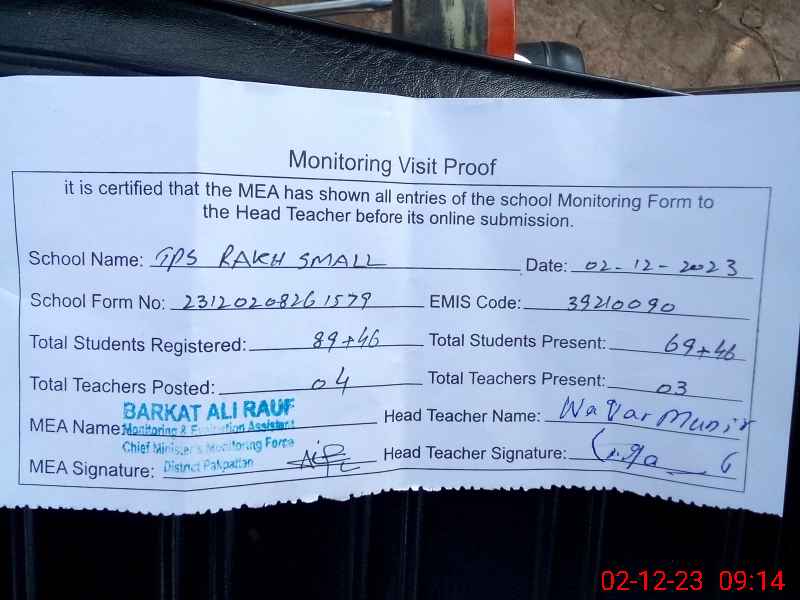 Monitoring Visit Proof
it is certified that the MEA has shown all entries of the school Monitoring Form to
the Head Teacher before its online submission.
School Name: TPS RAKH SMALL Date: 02-12-2023
School Form No: 23120208261579 EMIS Code: 39210090
Total Students Registered: 89+46 Total Students Present: 69+46
Total Teachers Posted: 04 Total Teachers Present: 03
BARKAT ALI RAUF
MEA Name: Monitoring & Evaluation Assistant Head Teacher Name: Waqar Munir
Chief Minister's Monitoring Force
MEA Signature: District Pakpattan Head Teacher Signature:
02-12-23 09:14